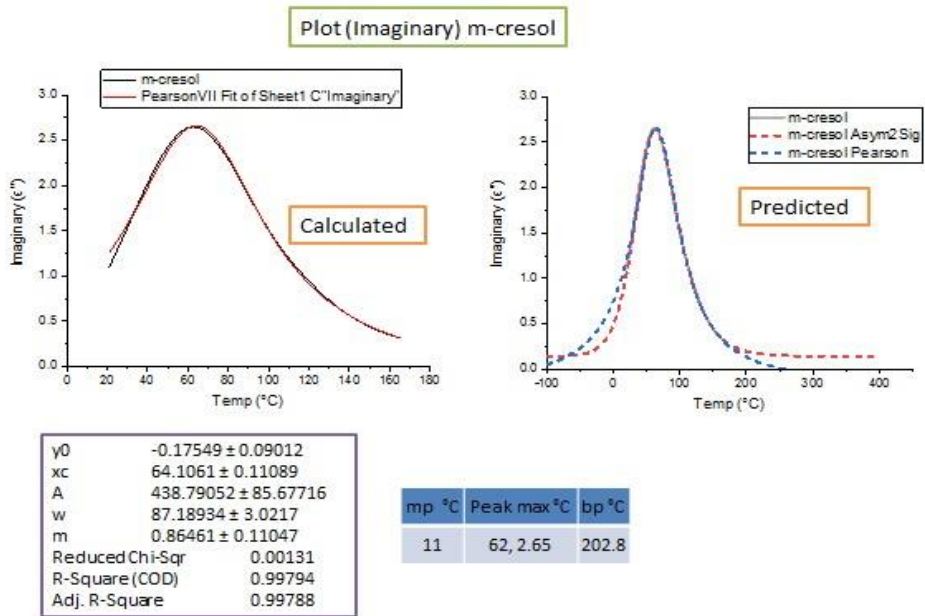 Plot (Imaginary) m-cresol
m-cresol
PearsonVII Fit of Sheet1 C"Imaginary"
3.0
2.5
2.0
1.5
1.0
0.5
0.0
Imaginary (ϵ")
0 20 40 60 80 100 120 140 160 180
Temp (°C)
Calculated
m-cresol
m-cresol Asym2Sig
m-cresol Pearson
3.0
2.5
2.0
1.5
1.0
0.5
0.0
Imaginary (ϵ")
-100 0 100 200 300 400
Temp (°C)
Predicted
y0 -0.17549 ± 0.09012
xc 64.1061 ± 0.11089
A 438.79052 ± 85.67716
w 87.18934 ± 3.0217
m 0.86461 ± 0.11047
Reduced Chi-Sqr 0.00131
R-Square (COD) 0.99794
Adj. R-Square 0.99788
mp °C Peak max °C bp °C
11 62, 2.65 202.8